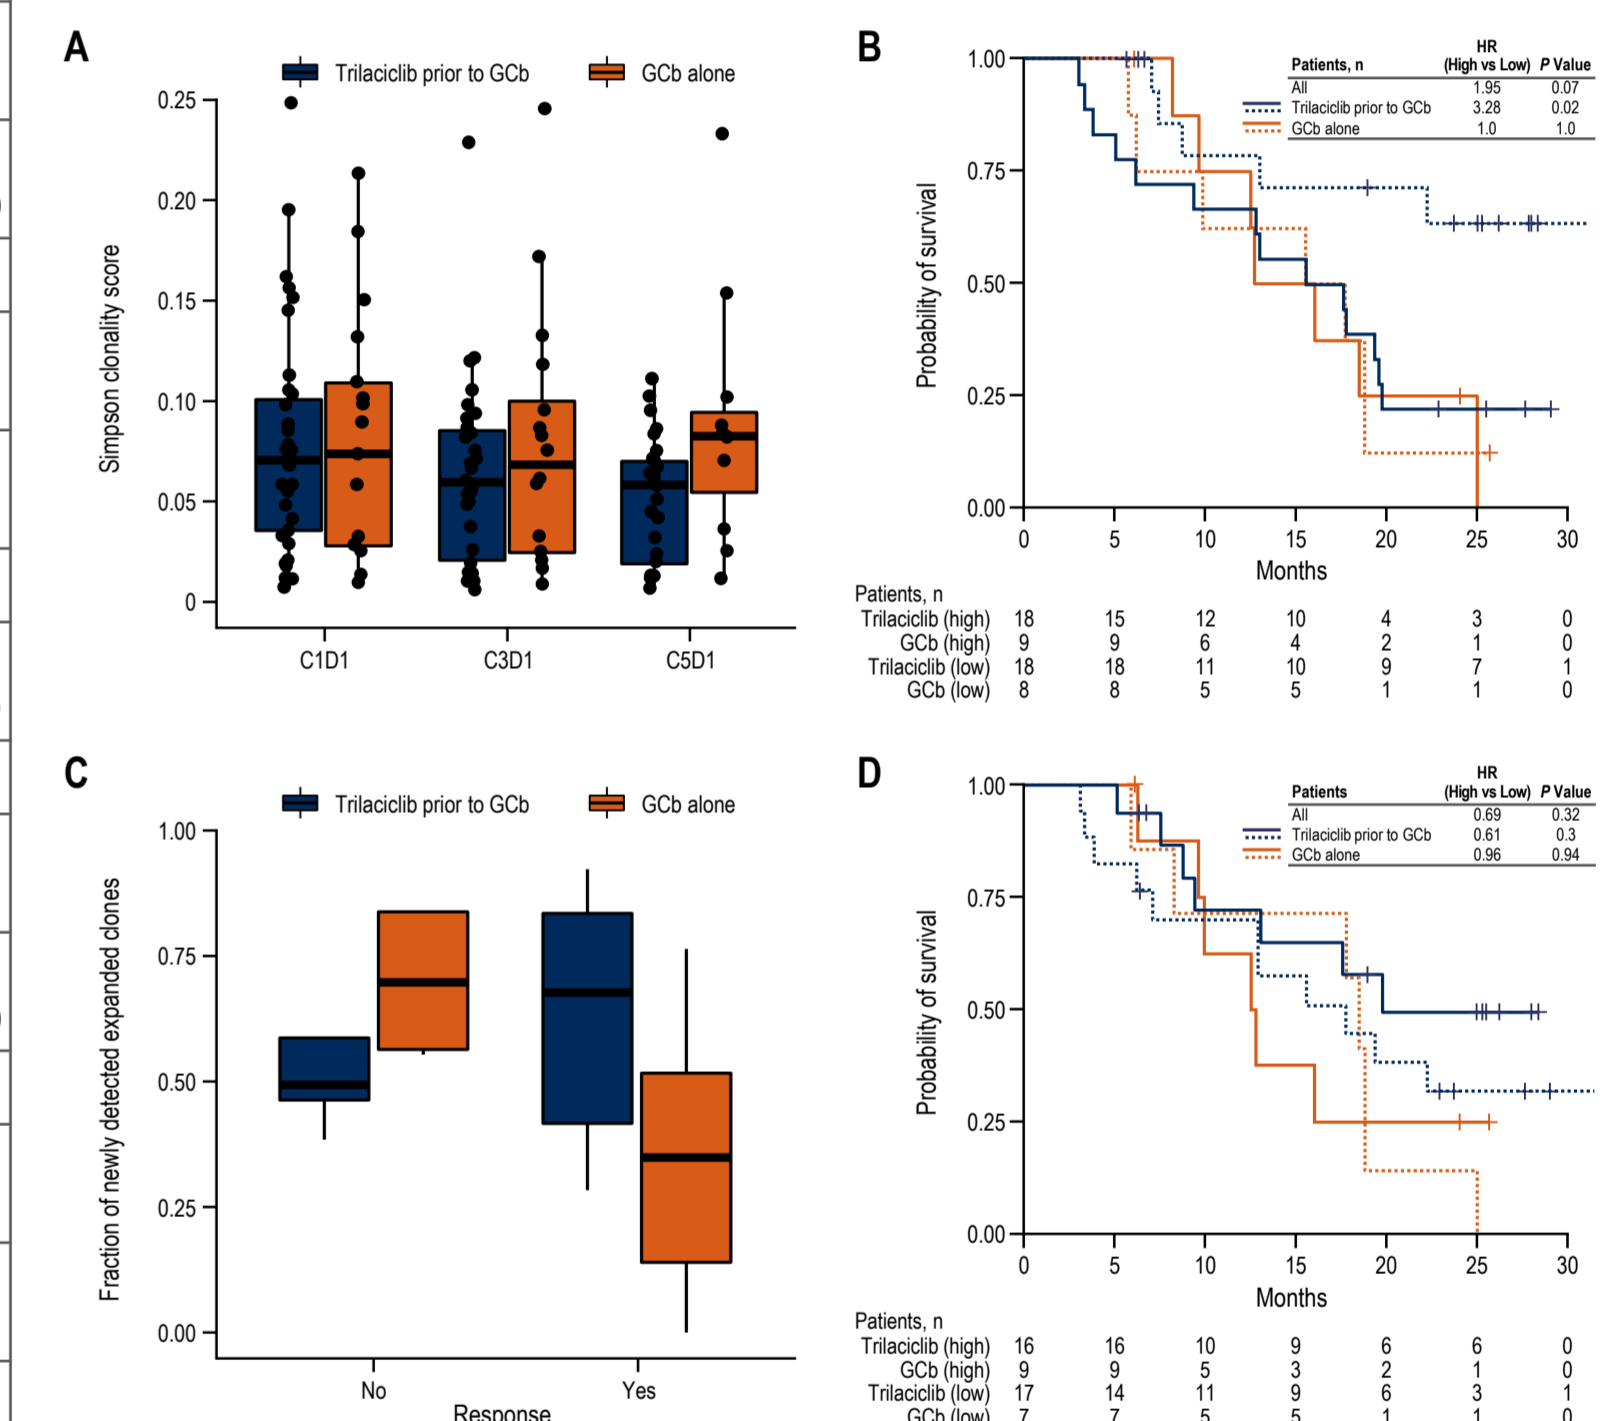 A
Trilaciclib prior to GCb
GCb alone
Simpson clonality score
0.25
0.20
0.15
0.10
0.05
0
C1D1
C3D1
C5D1
B
Probability of survival
1.00
0.75
0.50
0.25
0.00
0 5 10 15 20 25 30
Months
HR
Patients, n (High vs Low) P Value
All 1.95 0.07
Trilaciclib prior to GCb 3.28 0.02
GCb alone 1.0 1.0
Patients, n
Trilaciclib (high) 18 15 12 10 4 3 0
GCb (high) 9 9 6 4 2 1 0
Trilaciclib (low) 18 18 11 10 9 7 1
GCb (low) 8 8 5 5 1 1 0
C
Trilaciclib prior to GCb
GCb alone
Fraction of newly detected expanded clones
1.00
0.75
0.50
0.25
0.00
No
Yes
Response
D
Probability of survival
1.00
0.75
0.50
0.25
0.00
0 5 10 15 20 25 30
Months
HR
Patients (High vs Low) P Value
All 0.69 0.32
Trilaciclib prior to GCb 0.61 0.3
GCb alone 0.96 0.94
Patients, n
Trilaciclib (high) 16 16 10 9 6 6 0
GCb (high) 9 9 5 3 2 1 0
Trilaciclib (low) 17 14 11 9 6 3 1
GCb (low) 7 7 5 5 1 1 0